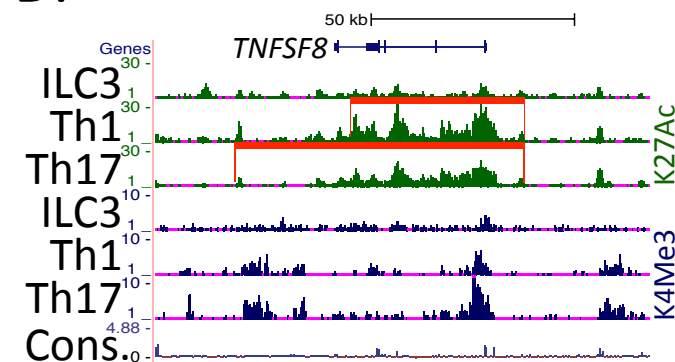 50 kb
Genes TNFSF8
30 -
ILC3
1
30 -
Th1
1
30 -
Th17
1
K27Ac
10 -
ILC3
1
10 -
Th1
1
10 -
Th17
1
K4Me3
4.88 -
Cons.
0 -